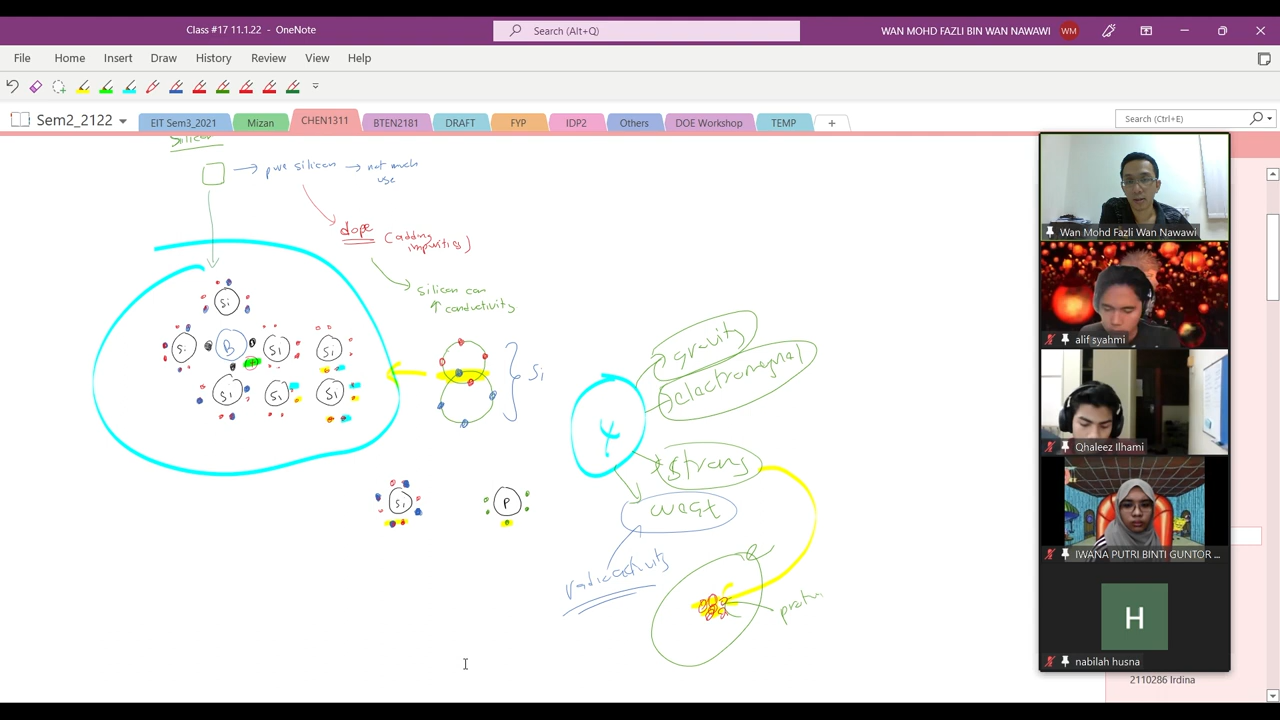 Class #17 11.1.22 - OneNote
Search (Alt+Q)
WAN MOHD FAZLI BIN WAN NAWAWI
WM
File Home Insert Draw History Review View Help
Sem2_2122
EIT Sem3_2021 Mizan CHEN1311 BTEN2181 DRAFT FYP IDP2 Others DOE Workshop TEMP +
Search (Ctrl+E)
Silicon
pure silicon → not much
use
dope (adding
impurities)
silicon can
↑ conductivity
Si
Si B Si Si
Si Si Si
Si
Si P
gravity
electromagnet
4
strong
weak
radioactivity
proton
Wan Mohd Fazli Wan Nawawi
alif syahmi
Qhaleez Ilhami
IWANA PUTRI BINTI GUNTOR ...
H
nabilah husna
2110286 Irdina